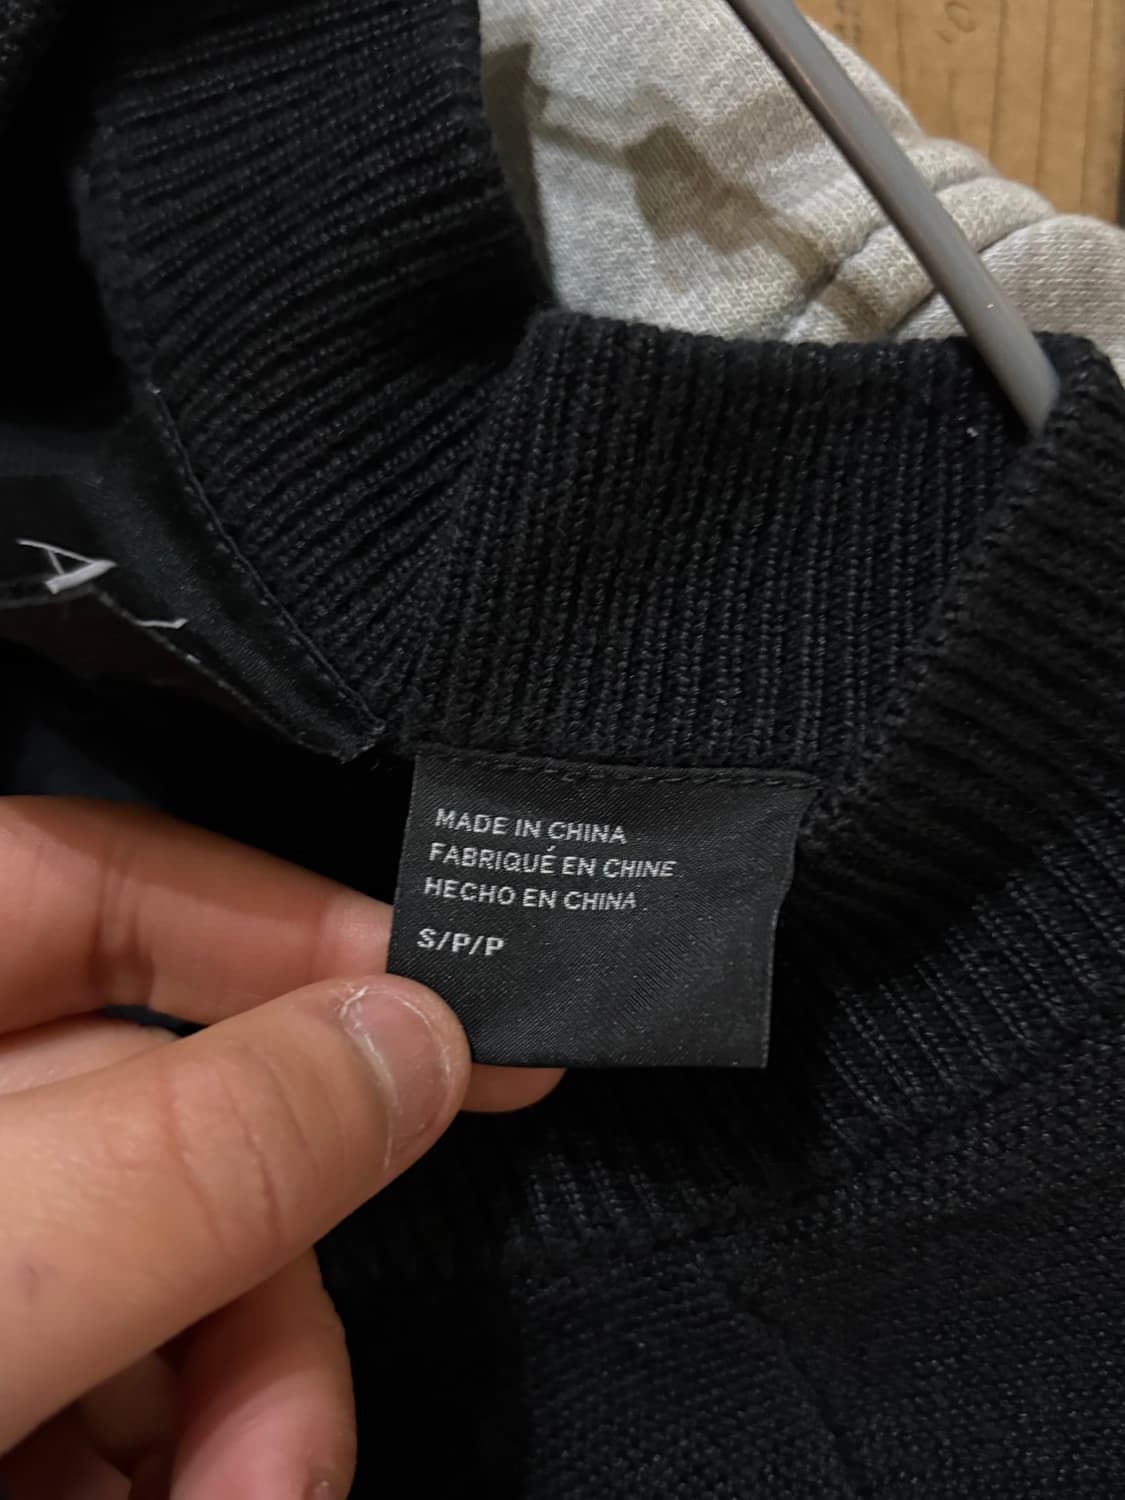 MADE IN CHINA
FABRIQUÉ EN CHINE
HECHO EN CHINA
S/P/P